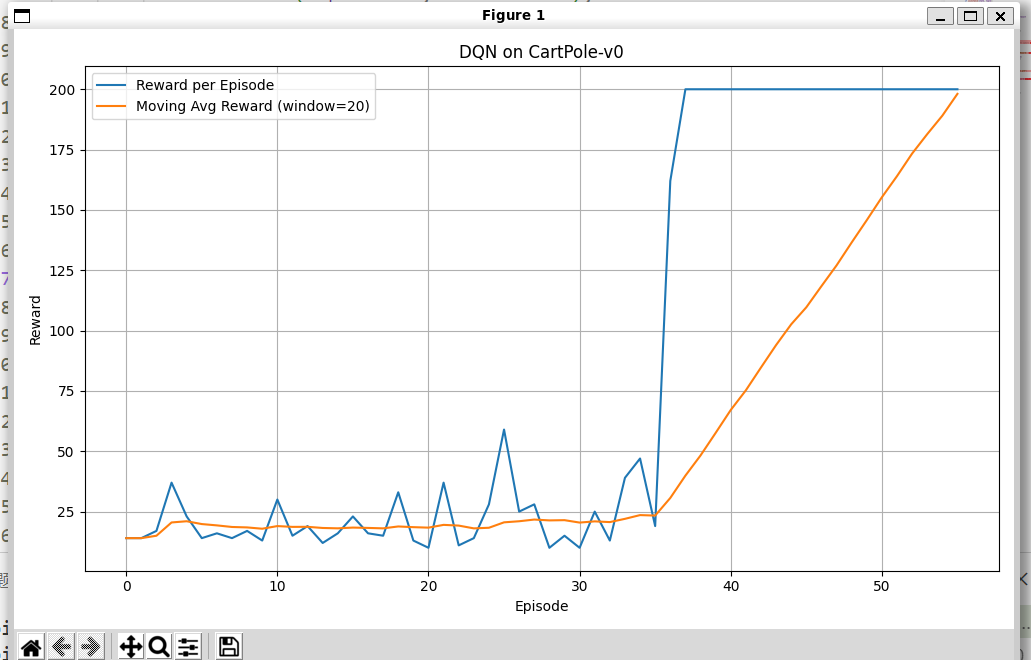 Figure 1
DQN on CartPole-v0
Reward per Episode
Moving Avg Reward (window=20)
200
175
150
125
100
75
50
25
Reward
0 10 20 30 40 50
Episode